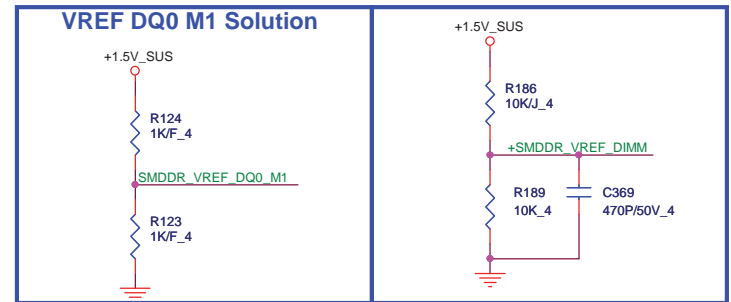 VREF DQ0 M1 Solution
+1.5V_SUS
R124
1K/F_4
SMDDR_VREF_DQ0_M1
R123
1K/F_4
+1.5V_SUS
R186
10K/J_4
+SMDDR_VREF_DIMM
R189
10K_4
C369
470P/50V_4